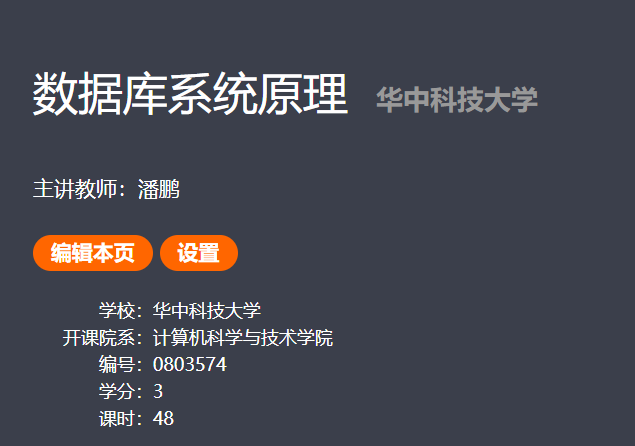 数据库系统原理 华中科技大学
主讲教师：潘鹏
编辑本页 设置
学校：华中科技大学
开课院系：计算机科学与技术学院
编号：0803574
学分：3
课时：48